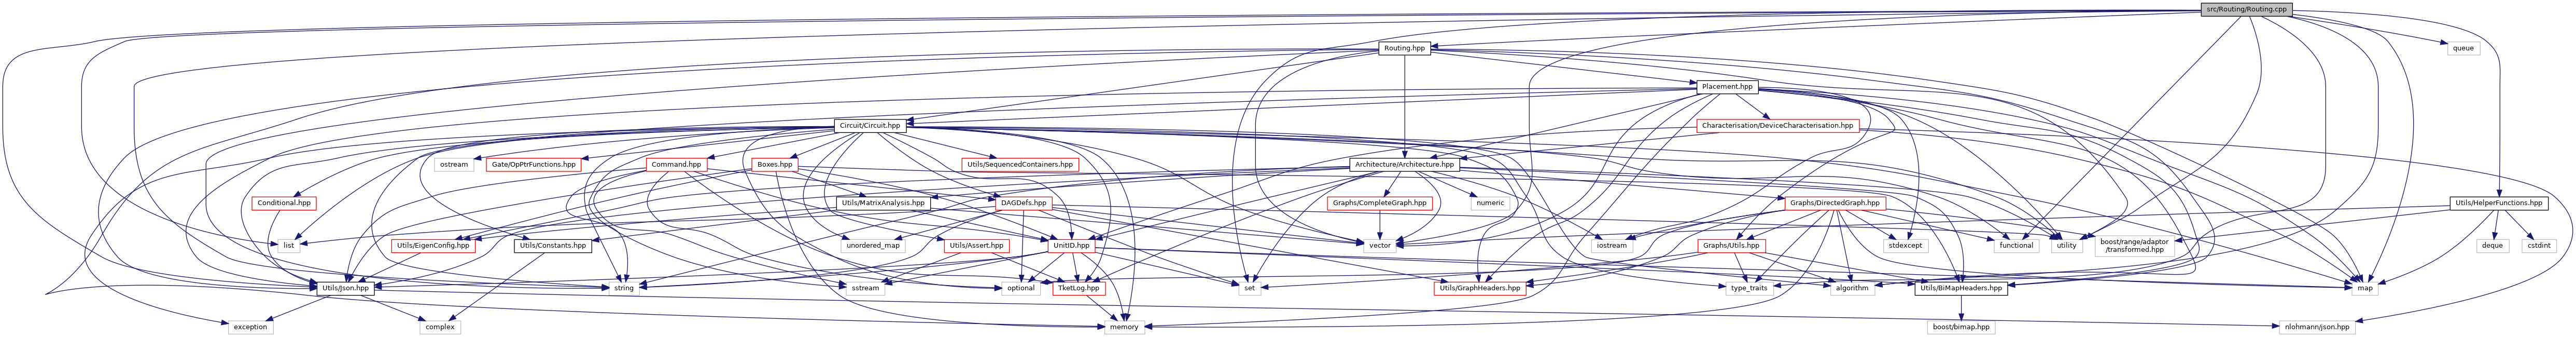 src/Routing/Routing.cpp
Routing.hpp
queue
Placement.hpp
Circuit/Circuit.hpp
Characterisation/DeviceCharacterisation.hpp
ostream
Gate/OpPtrFunctions.hpp
Command.hpp
Boxes.hpp
Utils/SequencedContainers.hpp
Architecture/Architecture.hpp
Conditional.hpp
Utils/MatrixAnalysis.hpp
DAGDefs.hpp
Graphs/CompleteGraph.hpp
numeric
Graphs/DirectedGraph.hpp
Utils/HelperFunctions.hpp
list
Utils/EigenConfig.hpp
Utils/Constants.hpp
unordered_map
Utils/Assert.hpp
UnitID.hpp
vector
iostream
Graphs/Utils.hpp
stdexcept
functional
utility
boost/range/adaptor
/transformed.hpp
deque
cstdint
Utils/Json.hpp
string
sstream
optional
TketLog.hpp
set
Utils/GraphHeaders.hpp
type_traits
algorithm
Utils/BiMapHeaders.hpp
map
exception
complex
memory
boost/bimap.hpp
nlohmann/json.hpp